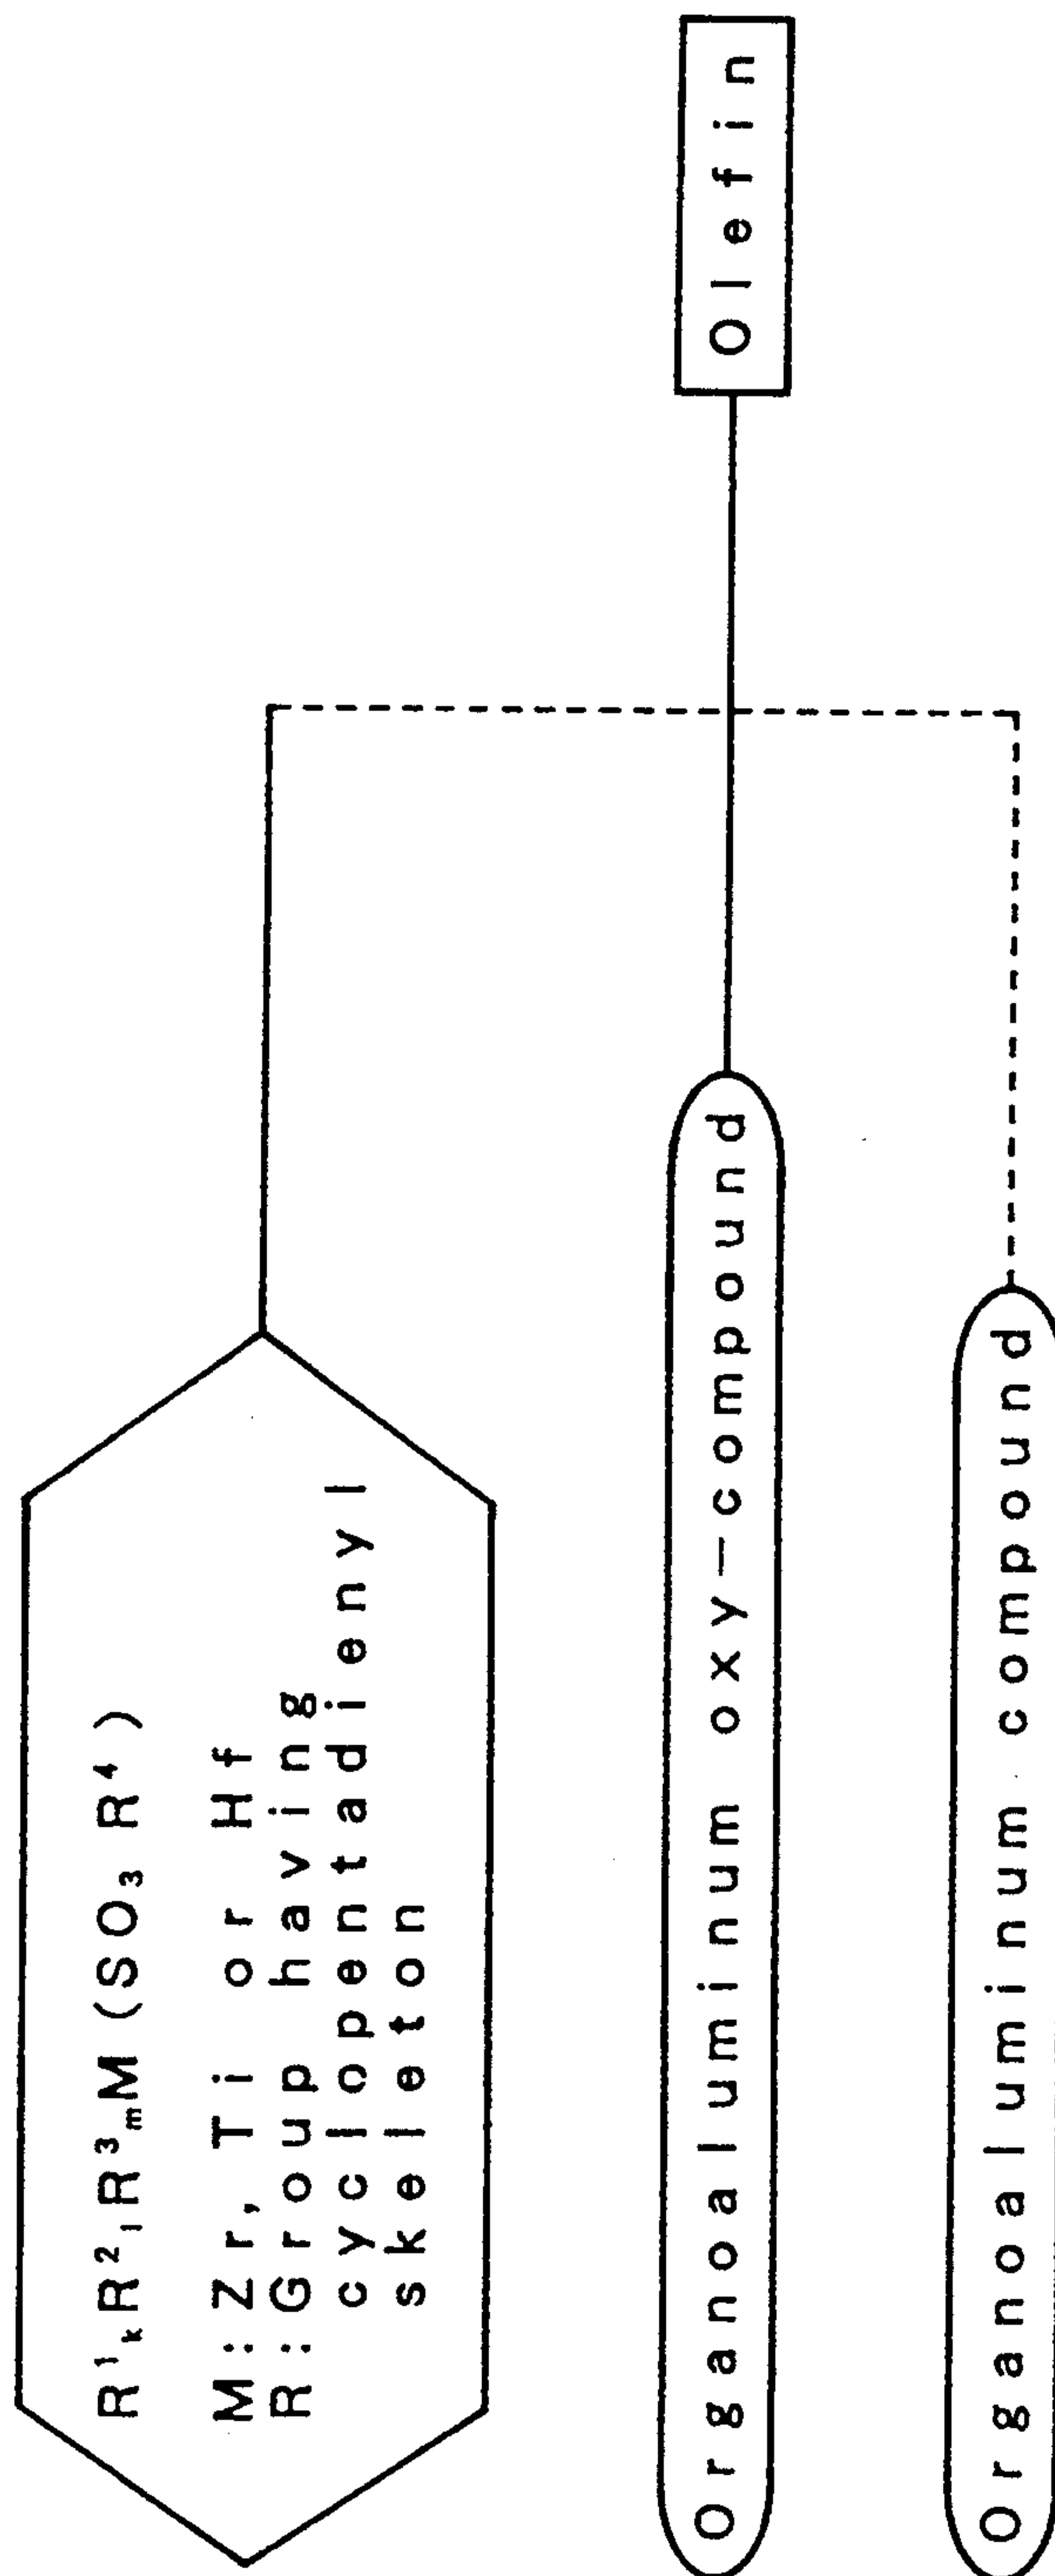 R¹ₖR²ₗR³ₘM (SO₃ R⁴ )
M : Zr, Ti or Hf
R : Group having
cyclopentadienyl
skeleton
Organoaluminum oxy—compound
Organoaluminum compound
Olefin